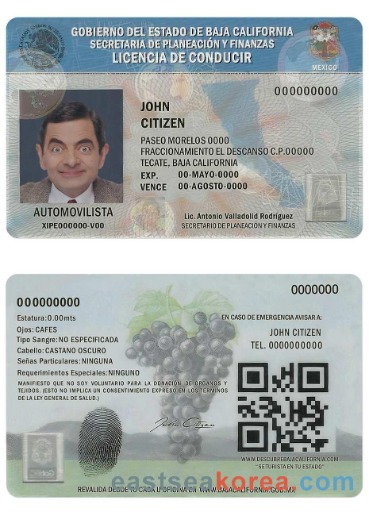 GOBIERNO DEL ESTADO DE BAJA CALIFORNIA
SECRETARIA DE PLANEACIÓN Y FINANZAS
LICENCIA DE CONDUCIR
MEXICO
000000000
JOHN
CITIZEN
PASEO MORELOS 0000
FRACCIONAMIENTO EL DESCANSO C.P.00000
TECATE, BAJA CALIFORNIA
EXP. 00-MAYO-0000
VENCE 00-AGOSTO-0000
AUTOMOVILISTA
XIPE000000-V00
Lic. Antonio Valladolid Rodríguez
SECRETARIO DE PLANEACIÓN Y FINANZAS
000000000
0000000
Estatura: 0.00mts
Ojos: CAFES
Tipo Sangre: NO ESPECIFICADA
Cabello: CASTANO OSCURO
Señas Particulares: NINGUNA
Requerimientos Especiales: NINGUNO
MANIFIESTO QUE NO SOY VOLUNTARIO PARA LA DONACION DE ORGANOS Y
TEJIDOS. (ESTO NO IMPLICA UN CONSENTIMIENTO EXPRESO EN LOS TERMINOS
DE LA LEY GENERAL DE SALUD.)
EN CASO DE EMERGENCIA AVISAR A:
JOHN CITIZEN
TEL. 0000000000
WWW.DESCUBREBAJACALIFORNIA.COM
"SE TURISTA EN TU ESTADO"
eastseakorea.com
REVALIDA DESDE TU CASA U OFICINA EN WWW.BAJACALIFORNIA.GOB.MX